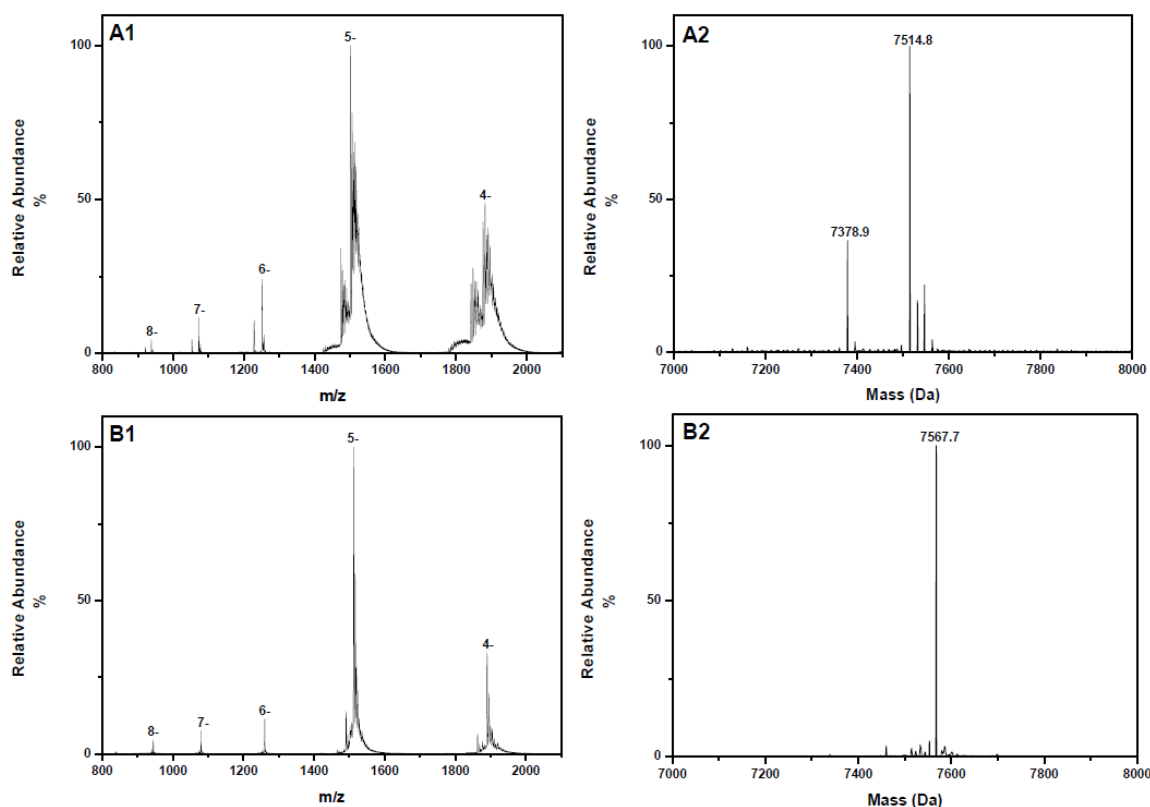 A1
5-
4-
6-
7-
8-
100
50
0
Relative Abundance
%
800 1000 1200 1400 1600 1800 2000
m/z
A2
7514.8
7378.9
100
50
0
Relative Abundance
%
7000 7200 7400 7600 7800 8000
Mass (Da)
B1
5-
4-
6-
7-
8-
100
50
0
Relative Abundance
%
800 1000 1200 1400 1600 1800 2000
m/z
B2
7567.7
100
50
0
Relative Abundance
%
7000 7200 7400 7600 7800 8000
Mass (Da)